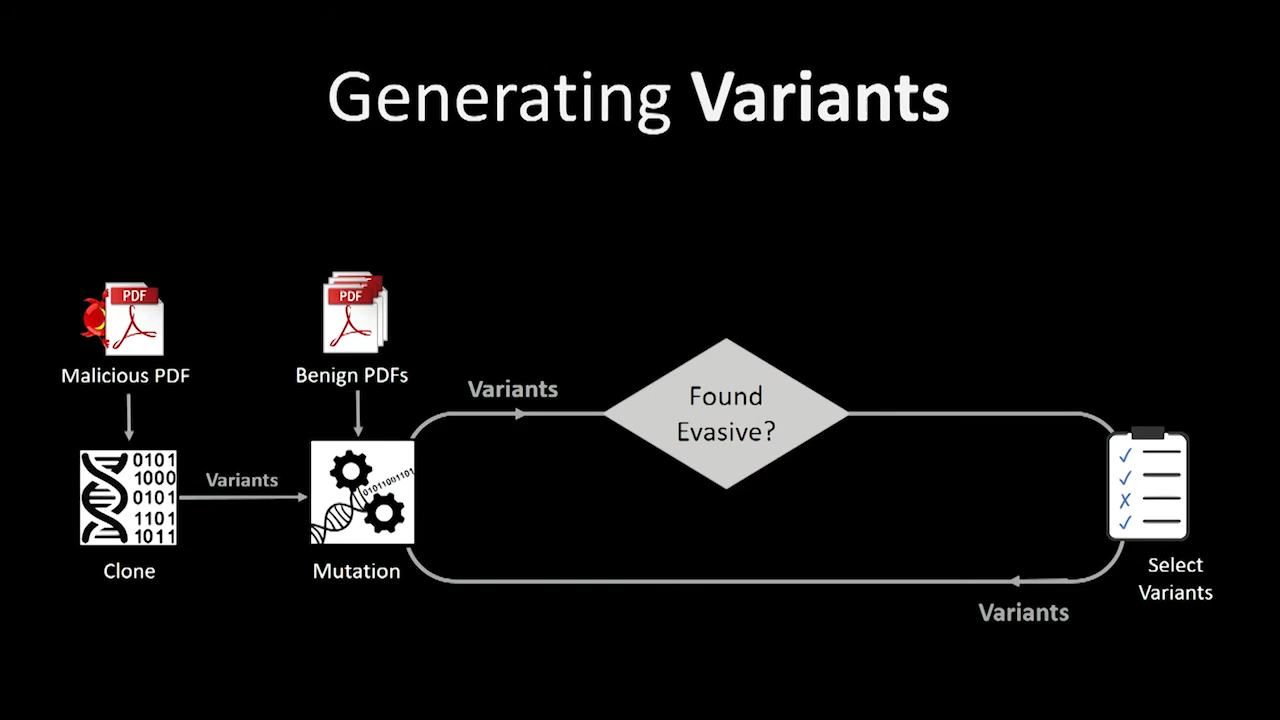 Generating Variants
PDF
PDF
Malicious PDF
Benign PDFs
Variants
Found
Evasive?
0101
1000
0101
1101
1011
Variants
01011001101
Clone
Mutation
Select
Variants
Variants